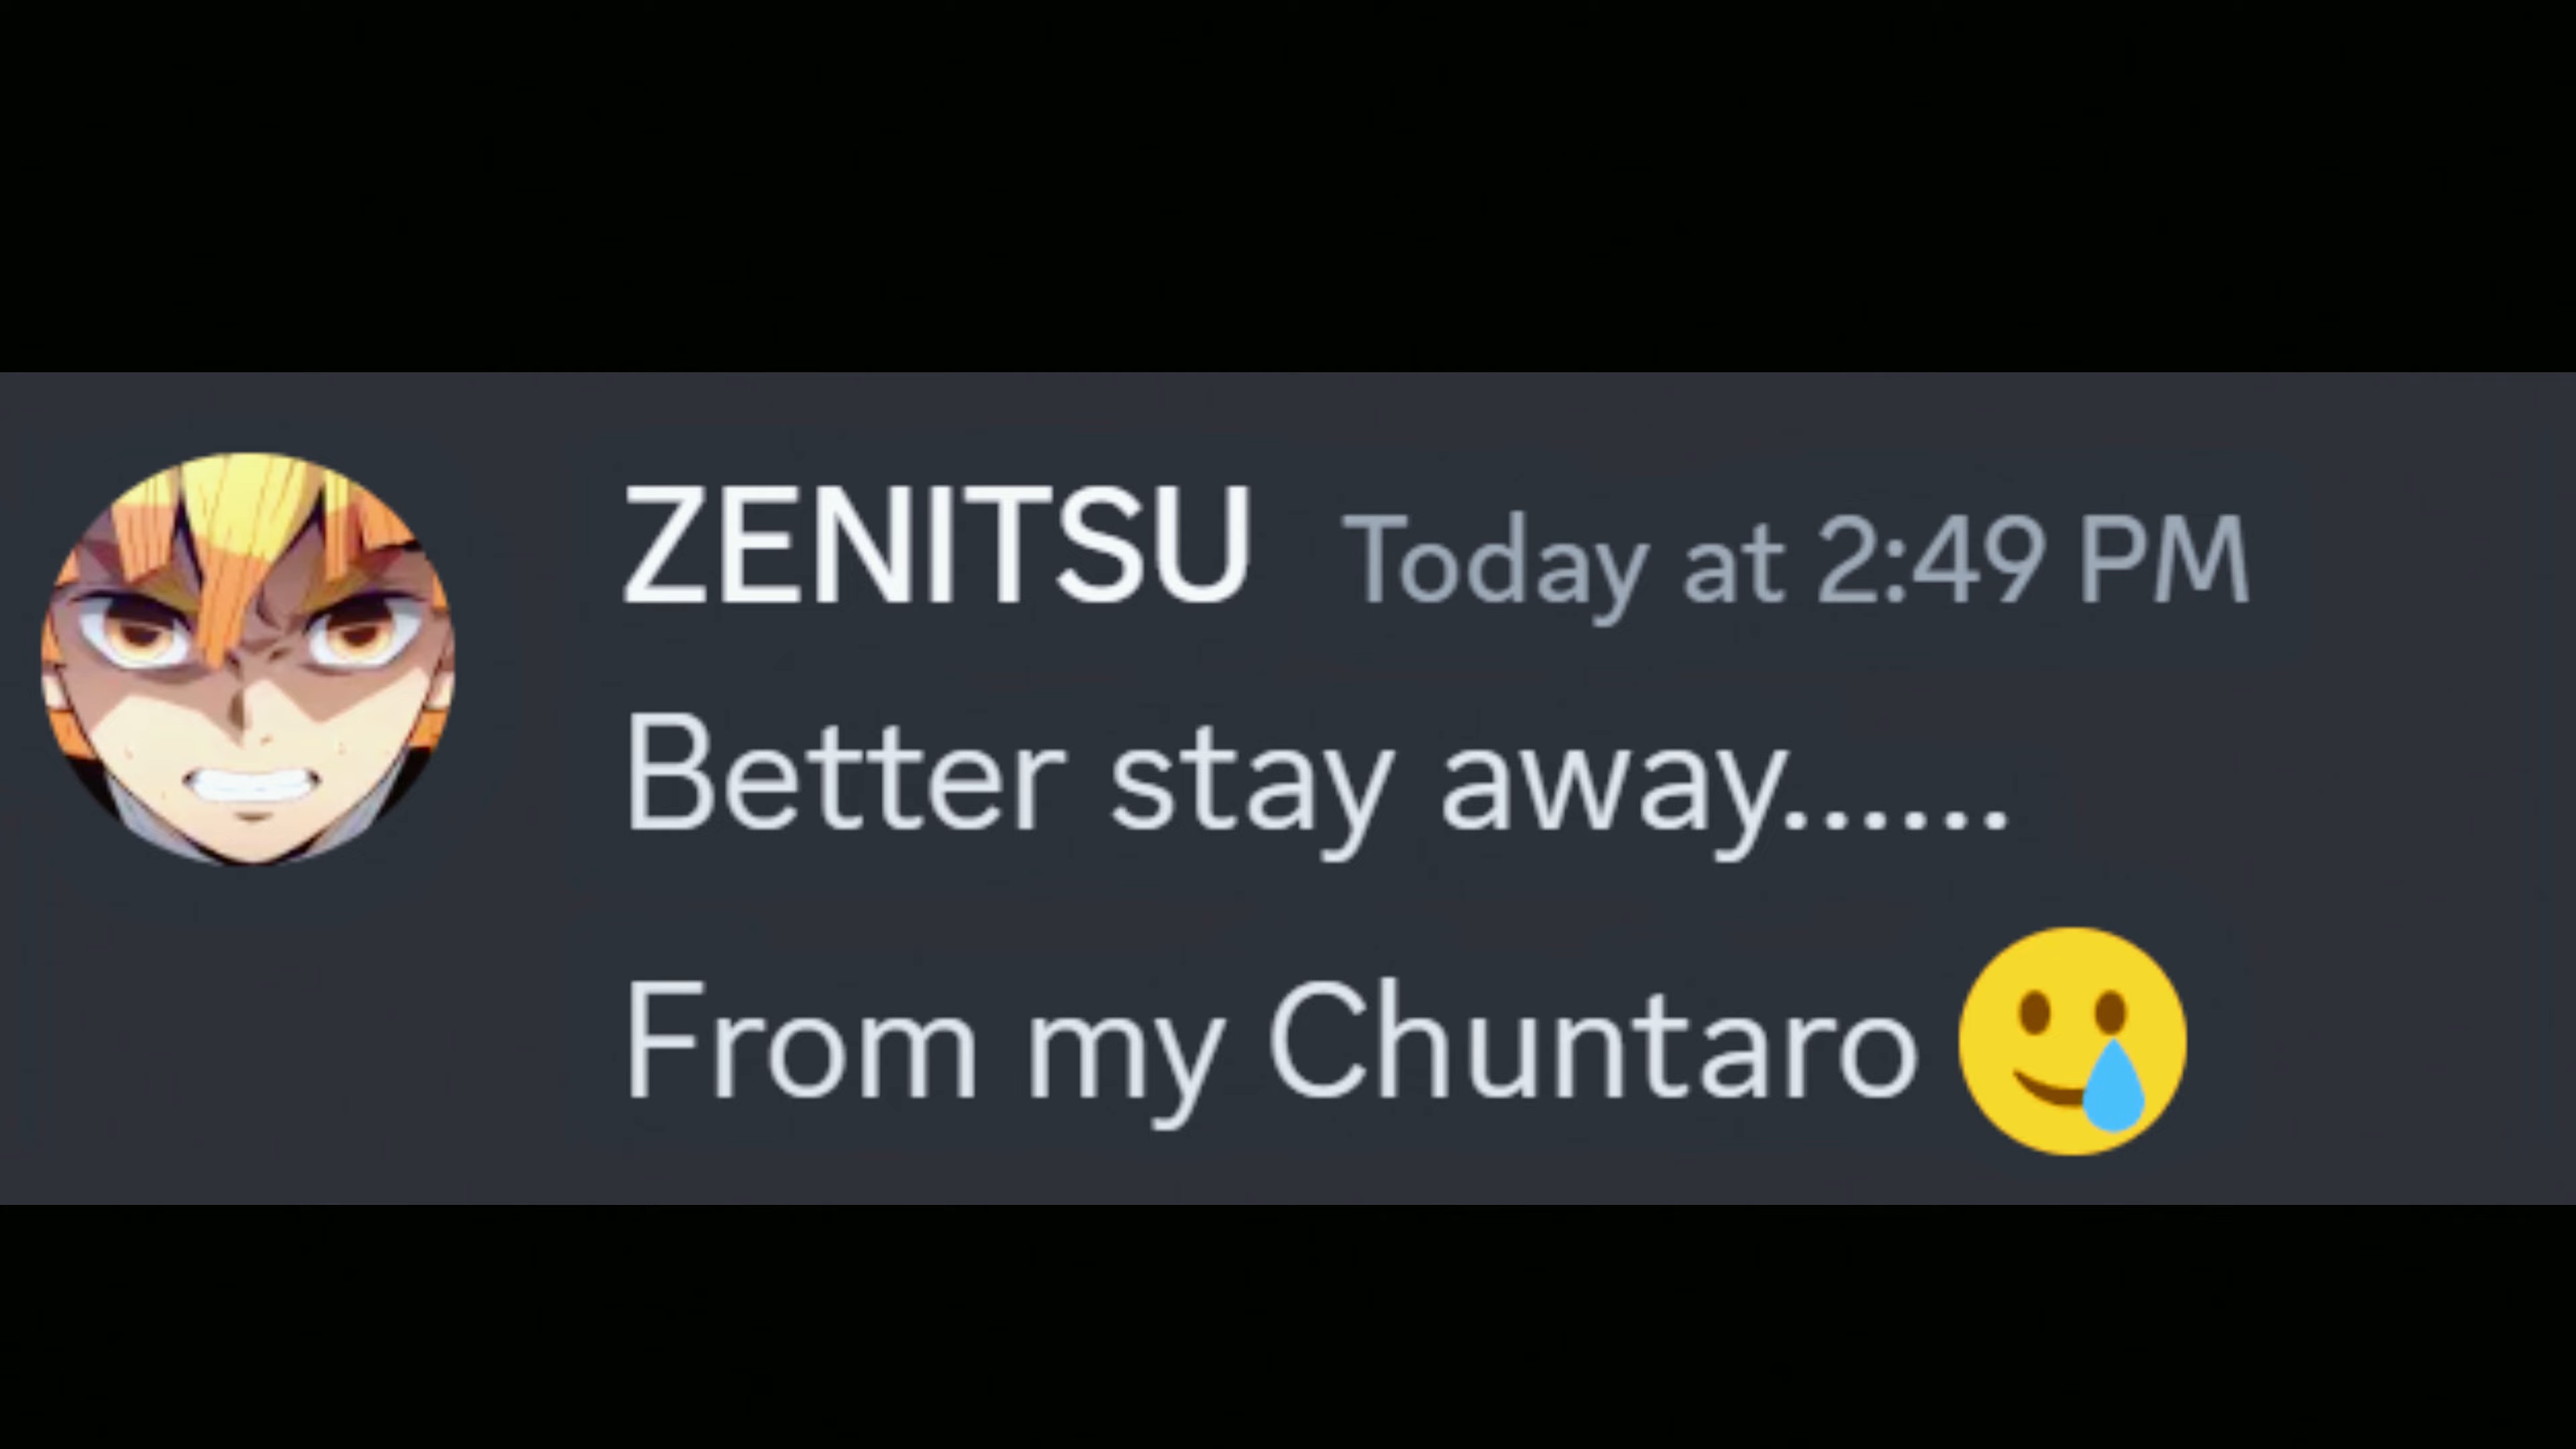 ZENITSU Today at 2:49 PM
Better stay away......
From my Chuntaro 🥲